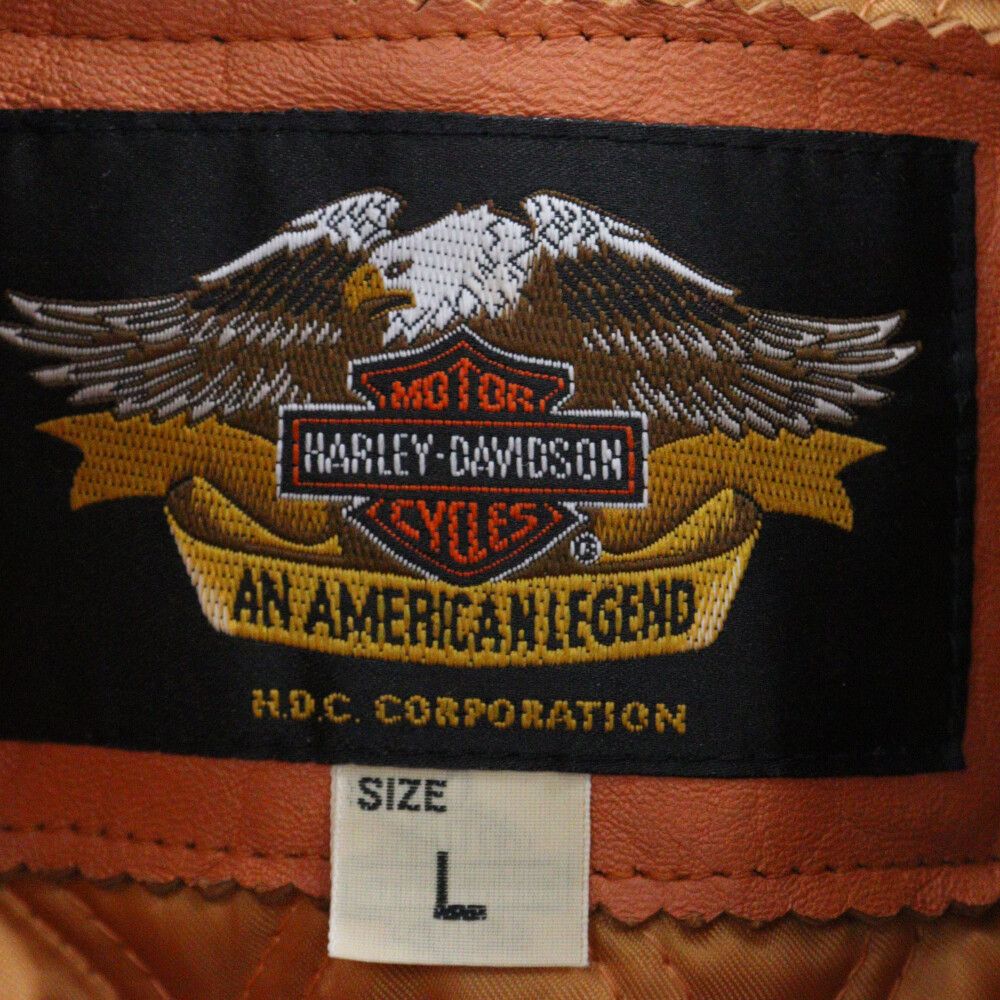 MOTOR
HARLEY-DAVIDSON
CYCLES
®
AN AMERICAN LEGEND
H.D.C. CORPORATION
SIZE
L